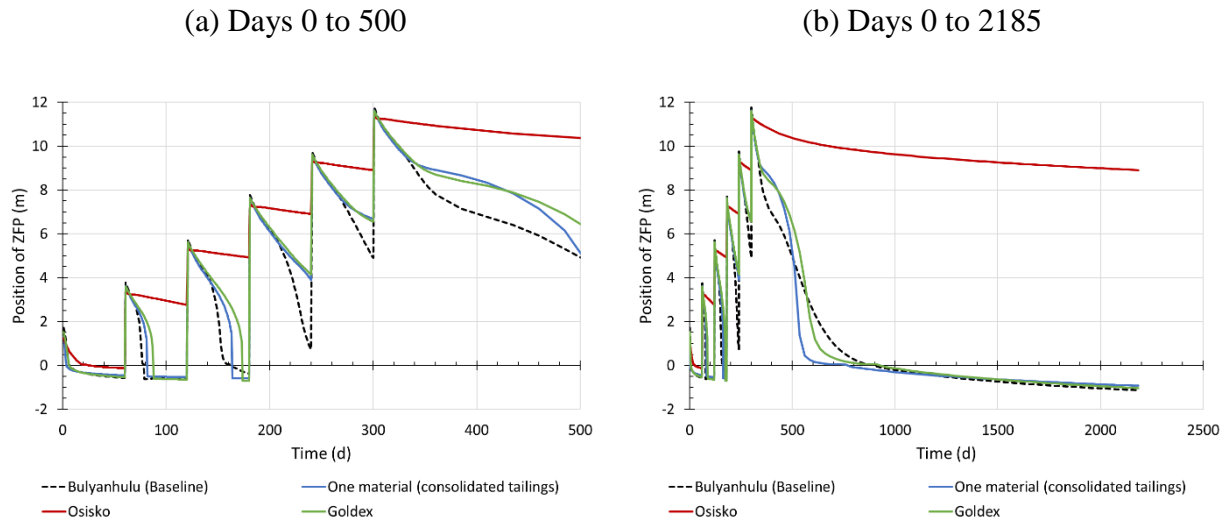 (a) Days 0 to 500
(b) Days 0 to 2185
Position of ZFP (m)
12
10
8
6
4
2
0
-2
0
100
200
300
400
500
Time (d)
Bulyanhulu (Baseline)
One material (consolidated tailings)
Osisko
Goldex
Position of ZFP (m)
12
10
8
6
4
2
0
-2
0
500
1000
1500
2000
2500
Time (d)
Bulyanhulu (Baseline)
One material (consolidated tailings)
Osisko
Goldex